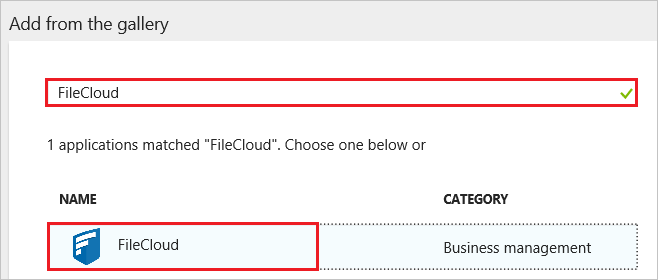 Add from the gallery
FileCloud
1 applications matched "FileCloud". Choose one below or
NAME CATEGORY
FileCloud Business management